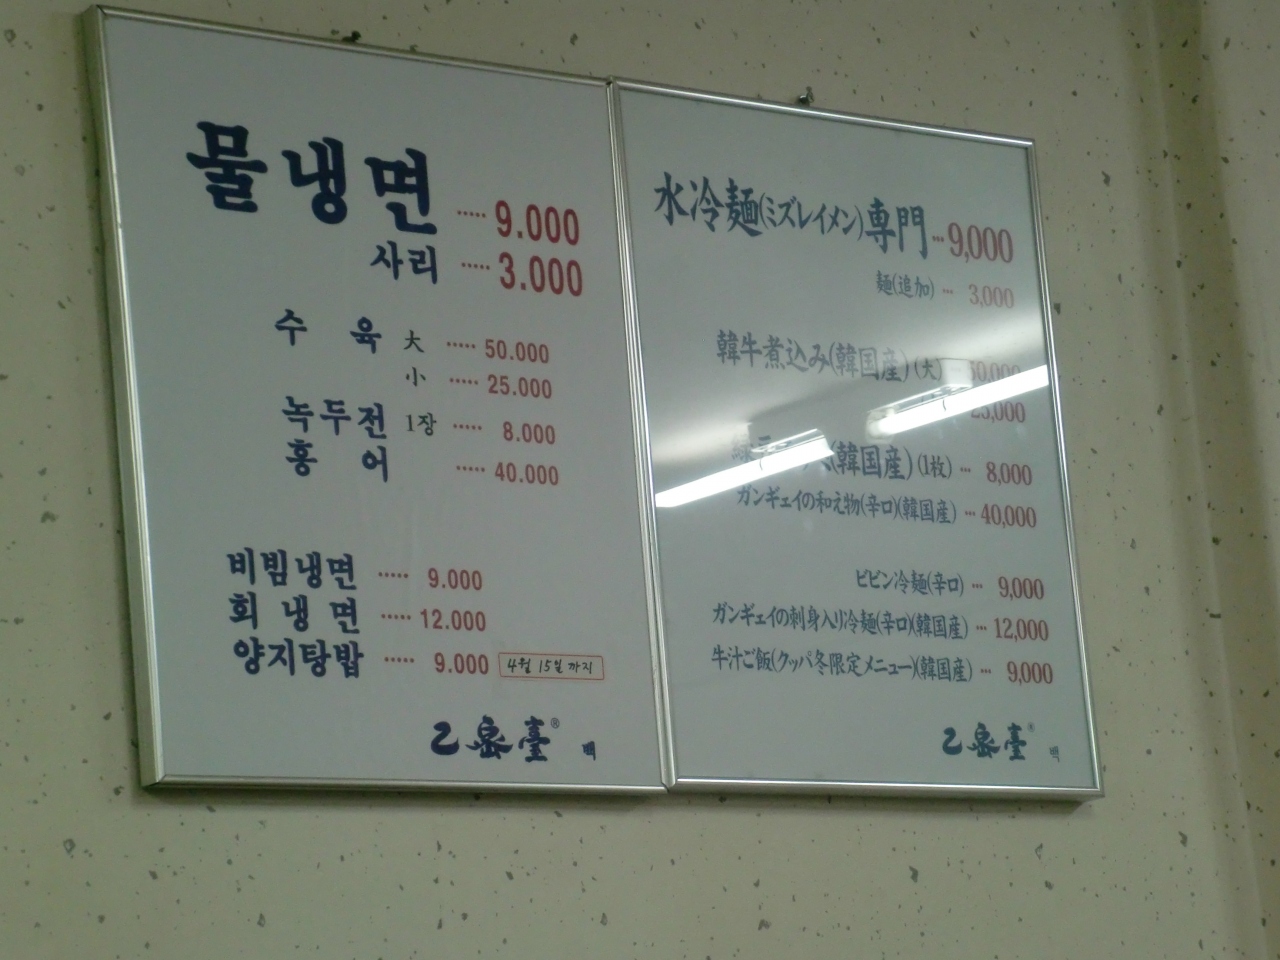 물냉면 ····· 9.000
사리 ····· 3.000
수 육 大 ····· 50.000
小 ····· 25.000
녹두전 1장 ····· 8.000
홍 어 ····· 40.000
비빔냉면 ····· 9.000
회 냉 면 ····· 12.000
양지탕밥 ····· 9.000 4월 15일까지
乙密臺® 백
水冷麺(ミズレイメン)専門 ··· 9,000
麺(追加) ··· 3,000
韓牛煮込み(韓国産)(大) 50,000
25,000
(韓国産)(1枚) ··· 8,000
ガンギェイの和え物(辛口)(韓国産) ··· 40,000
ビビン冷麺(辛口) ··· 9,000
ガンギェイの刺身入り冷麺(辛口)(韓国産) ··· 12,000
牛汁ご飯(クッパ冬限定メニュー)(韓国産) ··· 9,000
乙密臺® 백